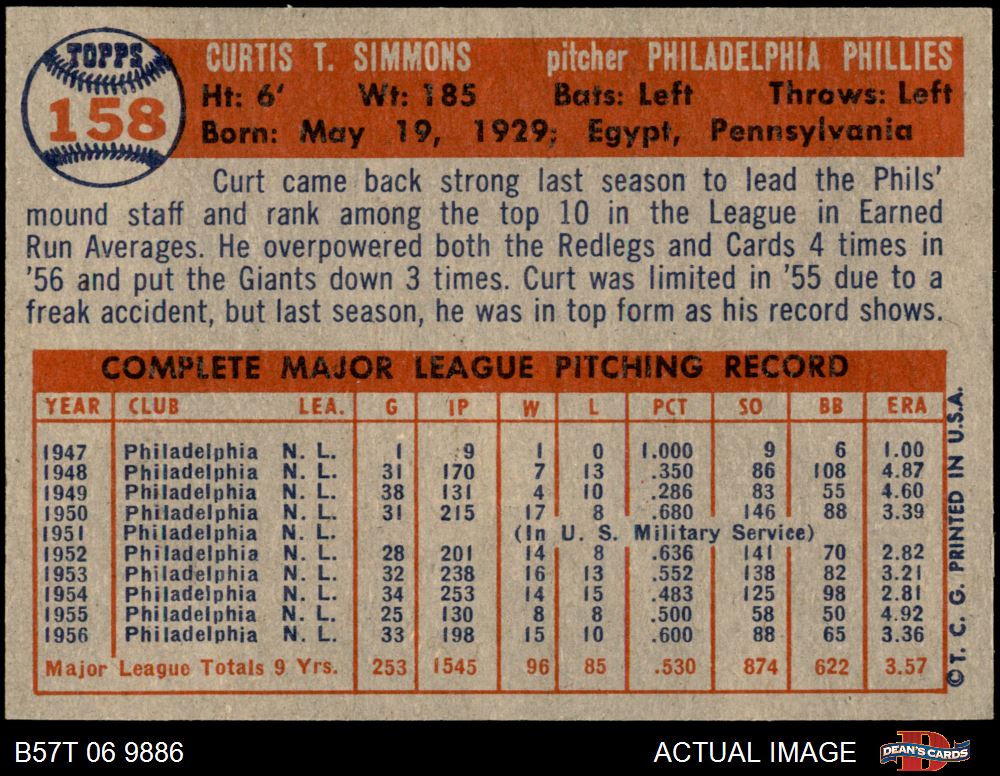 TOPPS
158
CURTIS T. SIMMONS pitcher PHILADELPHIA PHILLIES
Ht: 6' Wt: 185 Bats: Left Throws: Left
Born: May 19, 1929; Egypt, Pennsylvania
Curt came back strong last season to lead the Phils'
mound staff and rank among the top 10 in the League in Earned
Run Averages. He overpowered both the Redlegs and Cards 4 times in
'56 and put the Giants down 3 times. Curt was limited in '55 due to a
freak accident, but last season, he was in top form as his record shows.
COMPLETE MAJOR LEAGUE PITCHING RECORD
YEAR CLUB LEA. G IP W L PCT SO BB ERA
1947 Philadelphia N. L. 1 9 1 0 1.000 9 6 1.00
1948 Philadelphia N. L. 31 170 7 13 .350 86 108 4.87
1949 Philadelphia N. L. 38 131 4 10 .286 83 55 4.60
1950 Philadelphia N. L. 31 215 17 8 .680 146 88 3.39
1951 Philadelphia N. L. (In U. S. Military Service)
1952 Philadelphia N. L. 28 201 14 8 .636 141 70 2.82
1953 Philadelphia N. L. 32 238 16 13 .552 138 82 3.21
1954 Philadelphia N. L. 34 253 14 15 .483 125 98 2.81
1955 Philadelphia N. L. 25 130 8 8 .500 58 50 4.92
1956 Philadelphia N. L. 33 198 15 10 .600 88 65 3.36
Major League Totals 9 Yrs. 253 1545 96 85 .530 874 622 3.57
©T. C. G. PRINTED IN U.S.A.
B57T 06 9886 ACTUAL IMAGE
D
DEAN'S CARDS